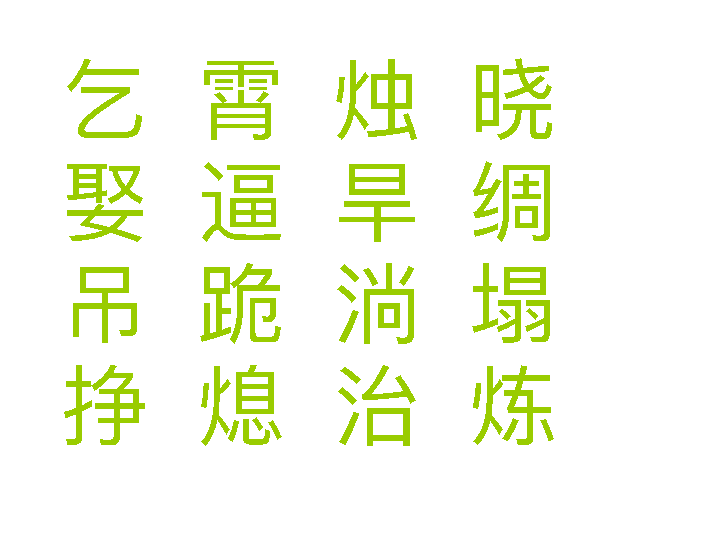 乞 霄 烛 晓
娶 逼 旱 绸
吊 跪 淌 塌
挣 熄 治 炼